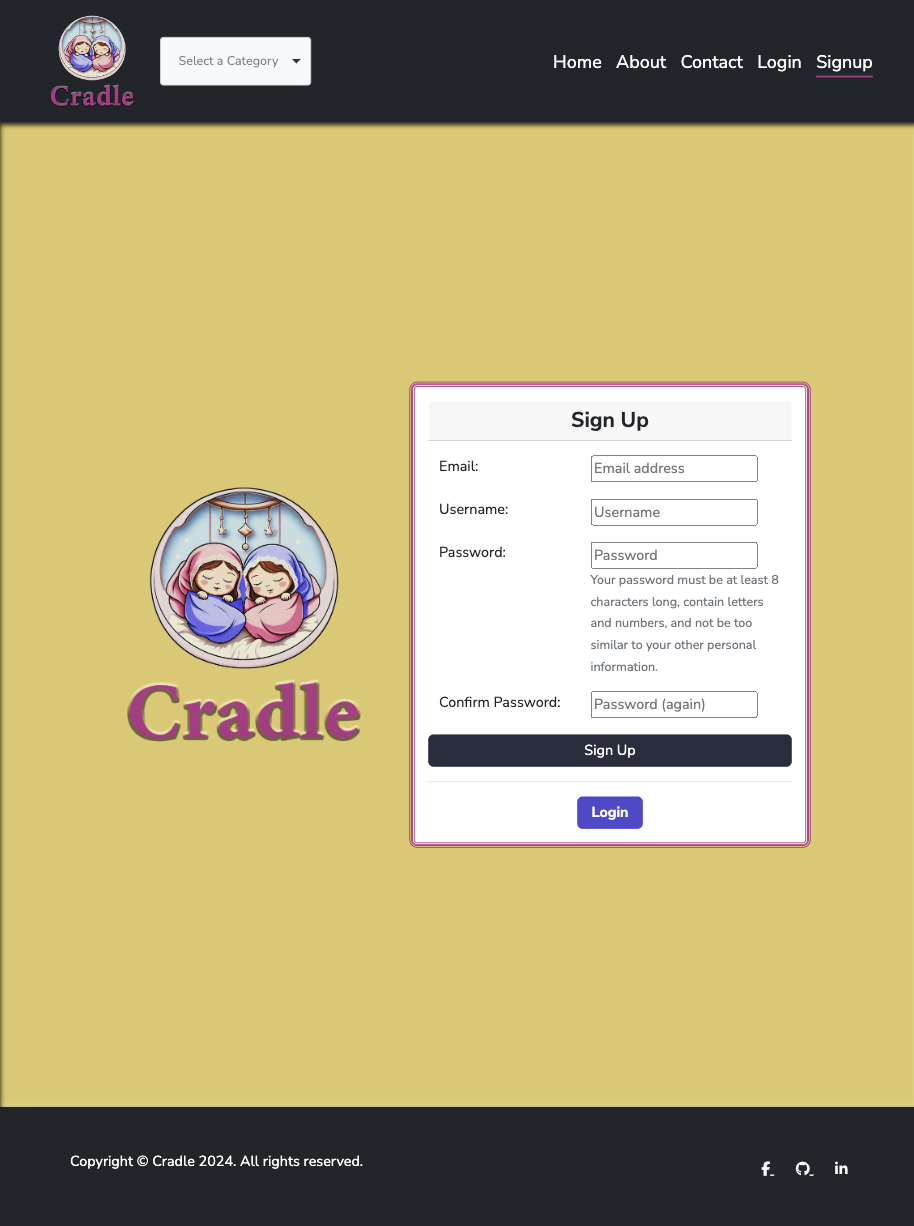 Cradle
Select a Category
Home About Contact Login Signup
Cradle
Sign Up
Email: Email address
Username: Username
Password: Password
Your password must be at least 8
characters long, contain letters
and numbers, and not be too
similar to your other personal
information.
Confirm Password: Password (again)
Sign Up
Login
Copyright © Cradle 2024. All rights reserved.